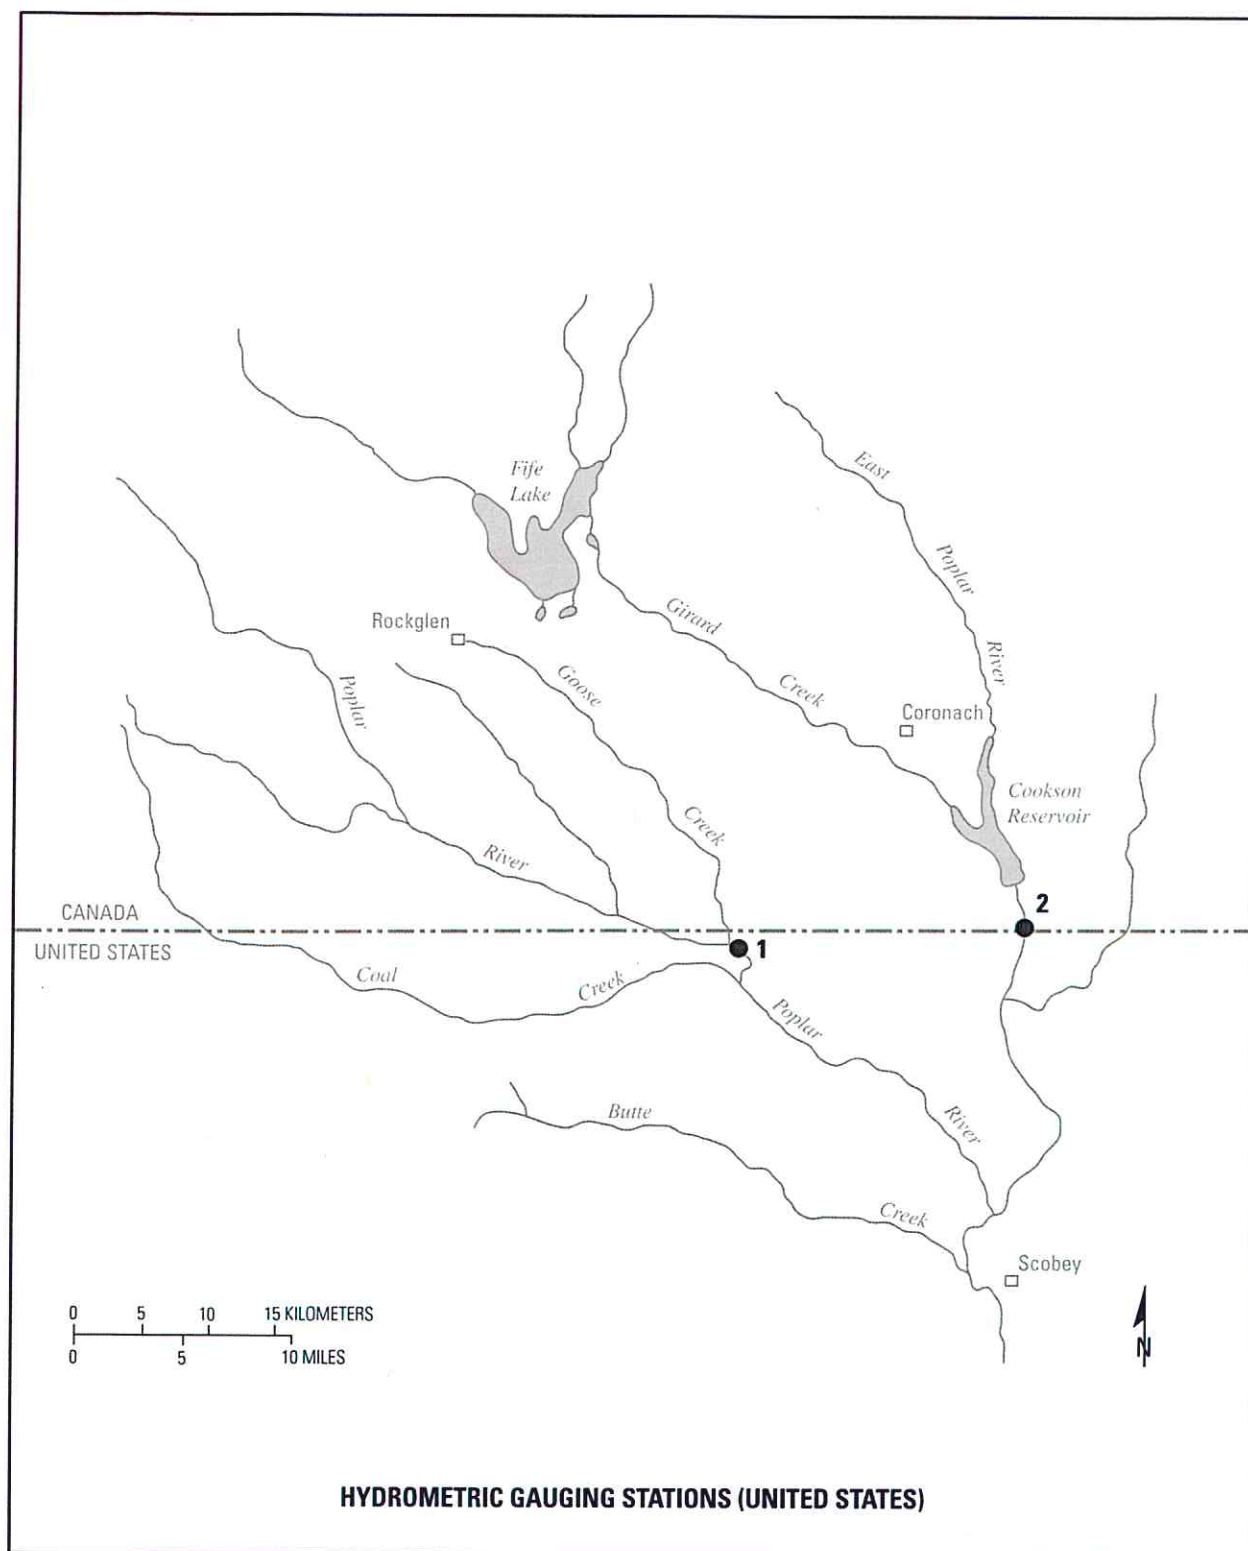 Fife
Lake
East
Poplar
River
Rockglen
Girard
Creek
Goose
Creek
Poplar
River
Coronach
Cookson
Reservoir
CANADA
UNITED STATES
2
1
Coal
Creek
Poplar
River
Butte
Creek
Scobey
0 5 10 15 KILOMETERS
0 5 10 MILES
N
HYDROMETRIC GAUGING STATIONS (UNITED STATES)